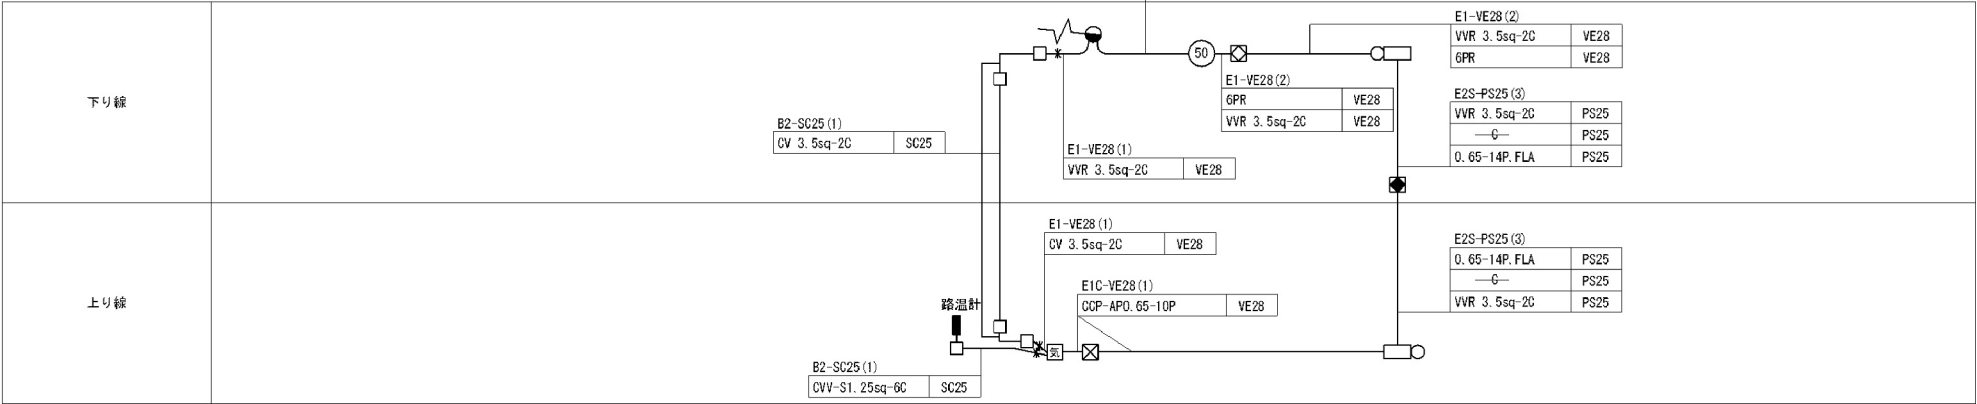 下り線
50
E1-VE28(2)
VVR 3.5sq-2C VE28
6PR VE28
E1-VE28(2)
6PR VE28
VVR 3.5sq-2C VE28
E2S-PS25(3)
VVR 3.5sq-2C PS25
G PS25
0.65-14P.FLA PS25
B2-SC25(1)
CV 3.5sq-2C SC25
E1-VE28(1)
VVR 3.5sq-2C VE28
上り線
E1-VE28(1)
CV 3.5sq-2C VE28
E2S-PS25(3)
0.65-14P.FLA PS25
G PS25
VVR 3.5sq-2C PS25
E1C-VE28(1)
CCP-AP0.65-10P VE28
路温計
気
B2-SC25(1)
CVV-S1.25sq-6C SC25